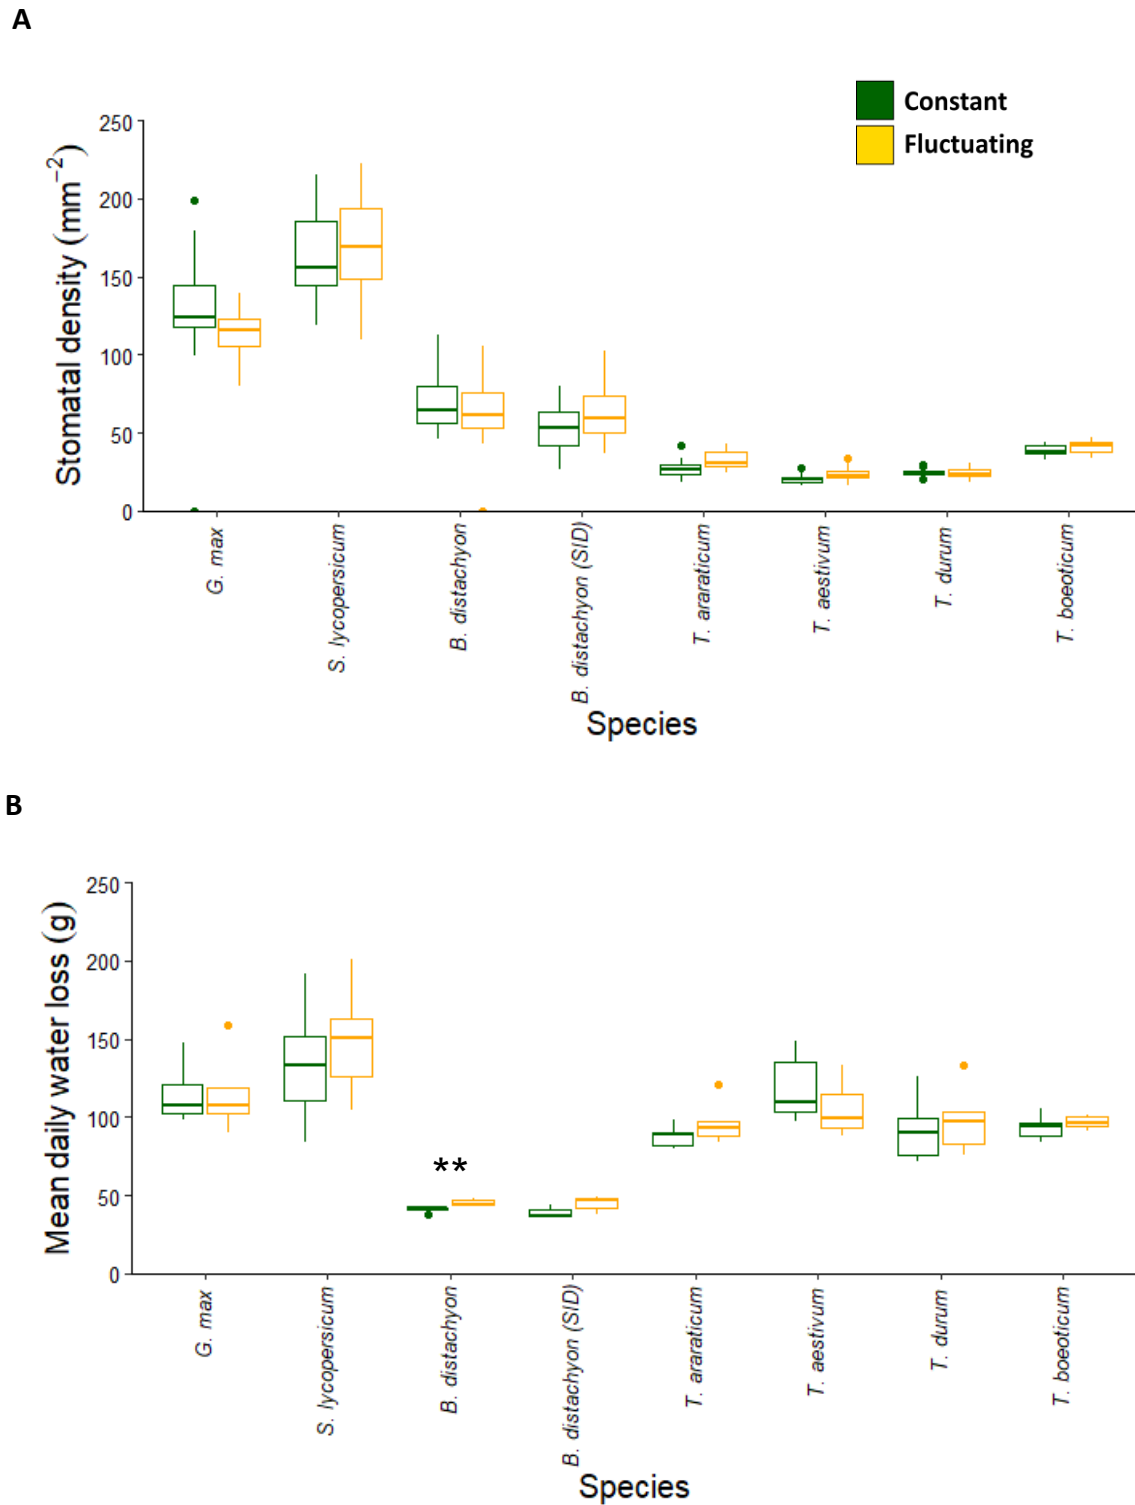 A
Constant
Fluctuating
Stomatal density (mm⁻²)
250
200
150
100
50
0
G. max
S. lycopersicum
B. distachyon
B. distachyon (SID)
T. araraticum
T. aestivum
T. durum
T. boeoticum
Species
B
Mean daily water loss (g)
250
200
150
100
50
0
**
G. max
S. lycopersicum
B. distachyon
B. distachyon (SID)
T. araraticum
T. aestivum
T. durum
T. boeoticum
Species